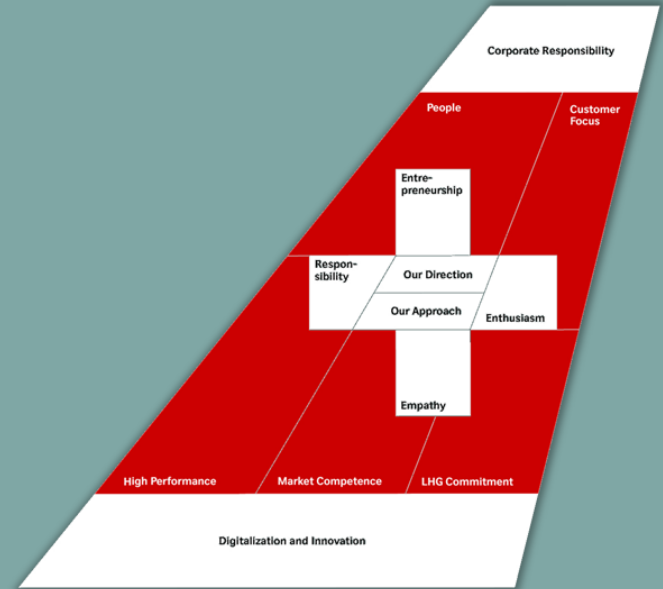 Corporate Responsibility
People
Customer
Focus
Entre-
preneurship
Respon-
sibility
Our Direction
Our Approach
Enthusiasm
Empathy
High Performance
Market Competence
LHG Commitment
Digitalization and Innovation